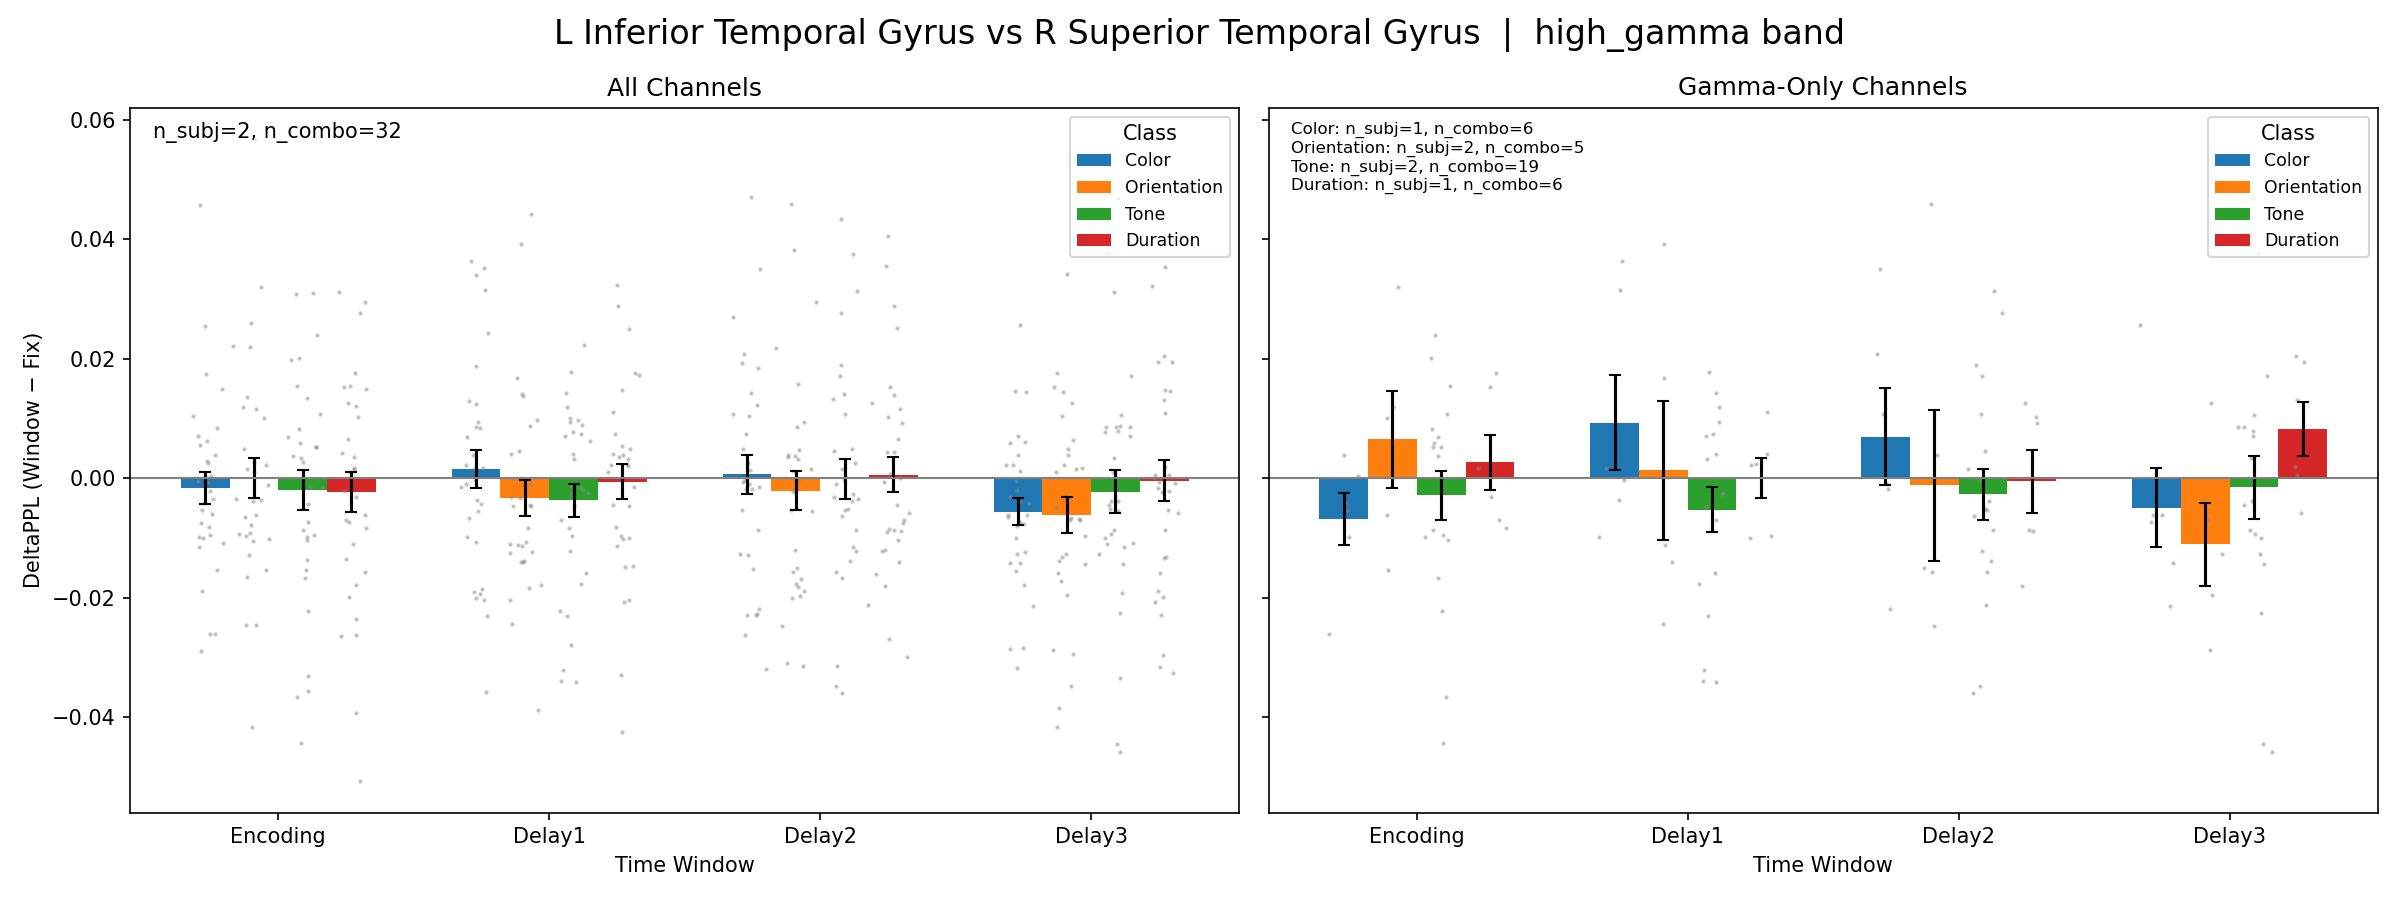 L Inferior Temporal Gyrus vs R Superior Temporal Gyrus | high_gamma band
All Channels
n_subj=2, n_combo=32
Class
Color
Orientation
Tone
Duration
0.06
0.04
0.02
0.00
−0.02
−0.04
DeltaPPL (Window − Fix)
Encoding
Delay1
Delay2
Delay3
Time Window
Gamma-Only Channels
Color: n_subj=1, n_combo=6
Orientation: n_subj=2, n_combo=5
Tone: n_subj=2, n_combo=19
Duration: n_subj=1, n_combo=6
Class
Color
Orientation
Tone
Duration
Encoding
Delay1
Delay2
Delay3
Time Window